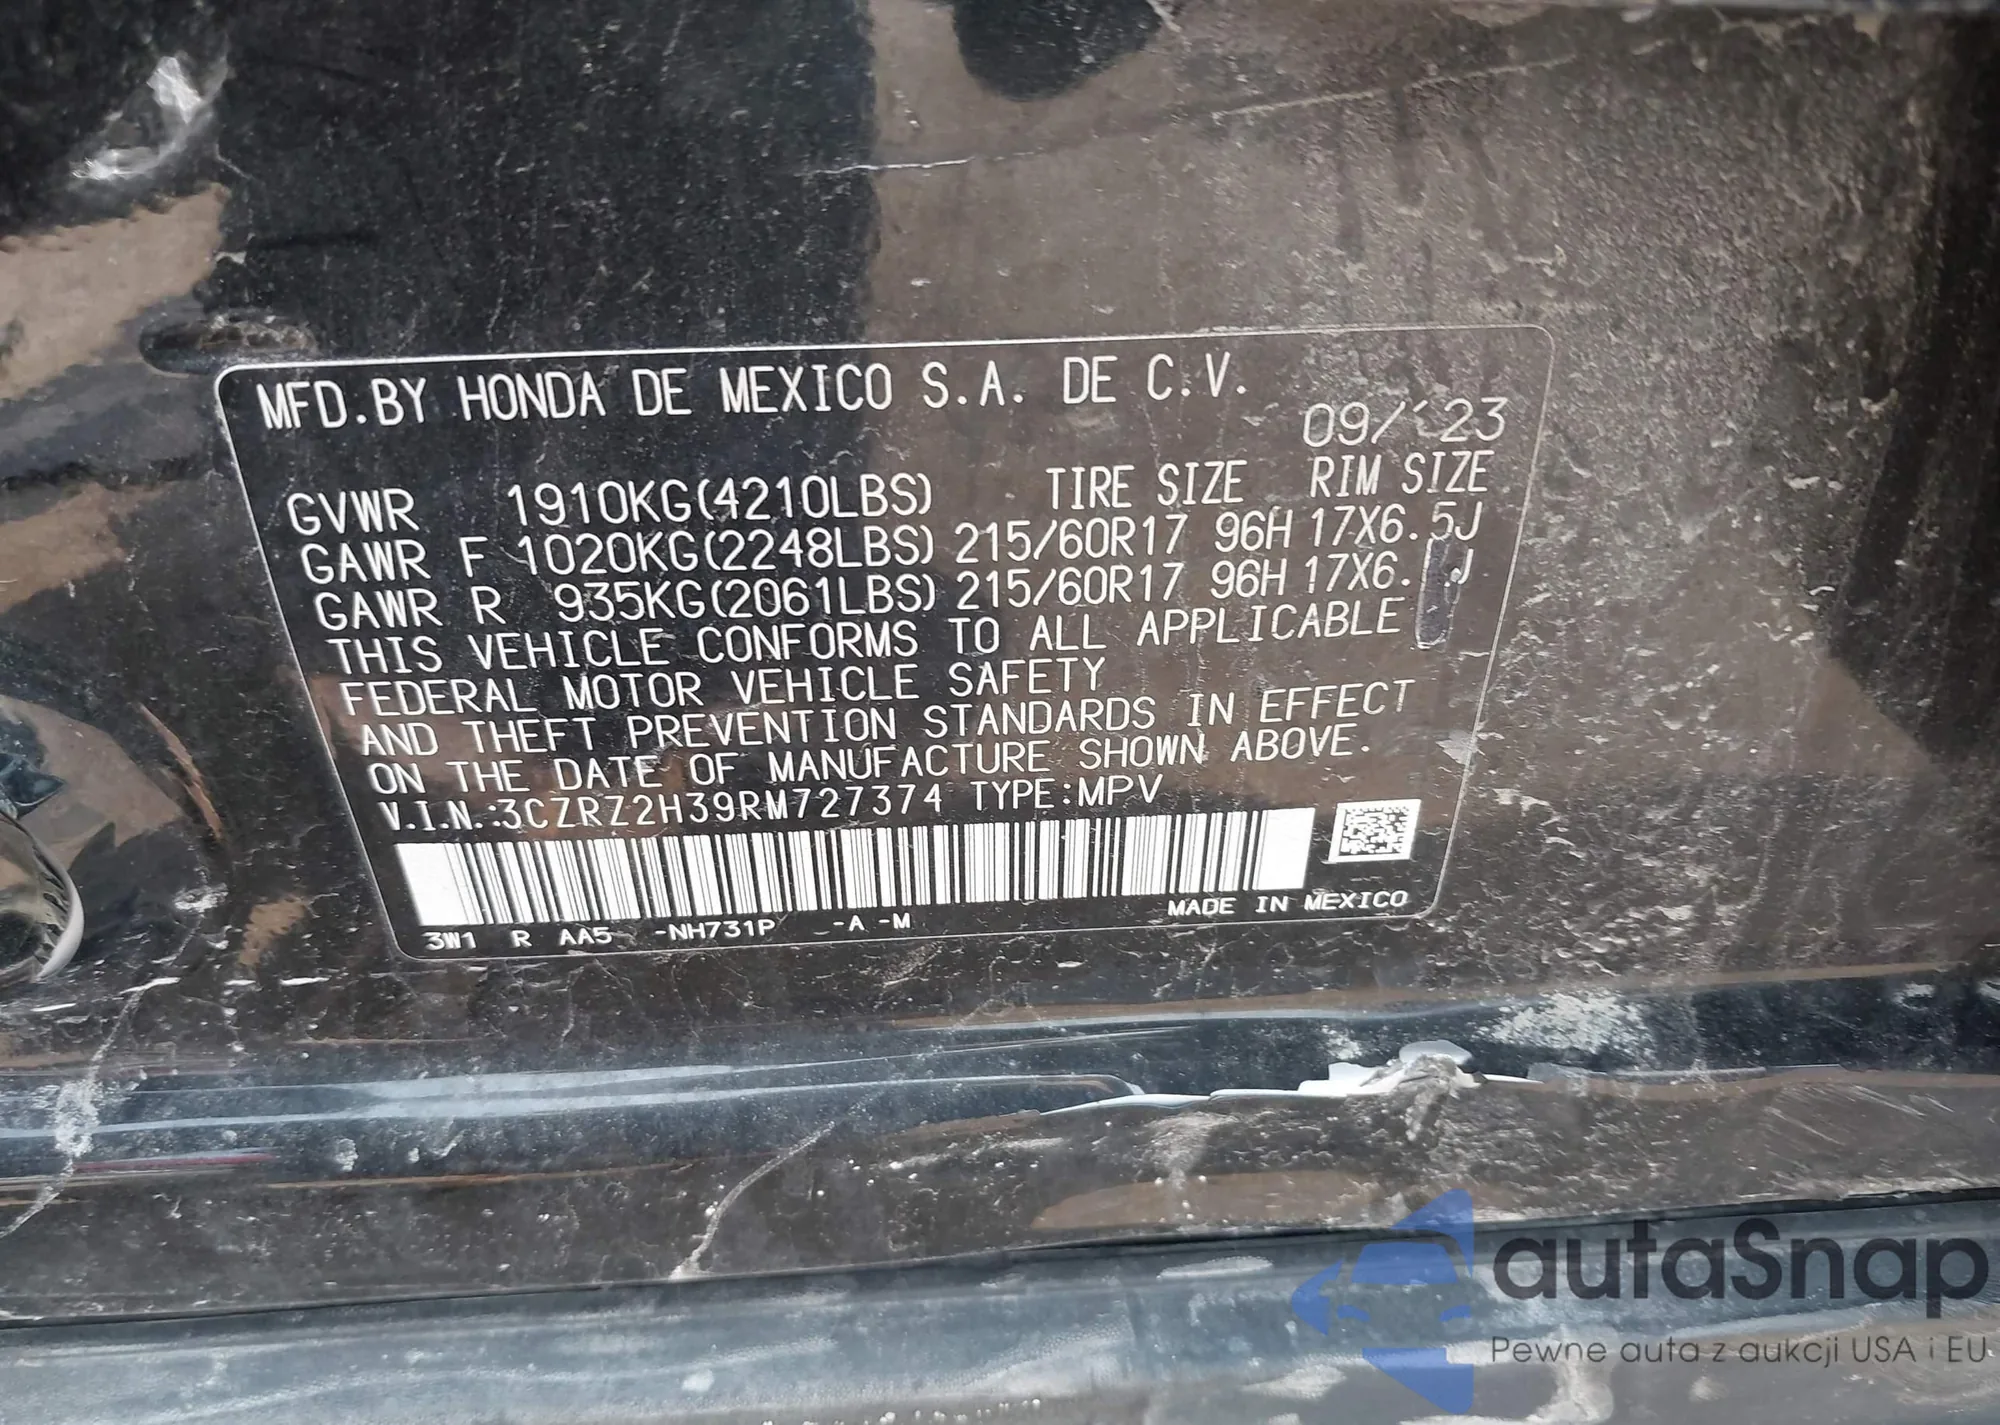 MFD.BY HONDA DE MEXICO S.A. DE C.V.
09/ 23
TIRE SIZE RIM SIZE
GVWR 1910KG(4210LBS)
GAWR F 1020KG(2248LBS) 215/60R17 96H 17X6.5J
GAWR R 935KG(2061LBS) 215/60R17 96H 17X6. J
THIS VEHICLE CONFORMS TO ALL APPLICABLE
FEDERAL MOTOR VEHICLE SAFETY
AND THEFT PREVENTION STANDARDS IN EFFECT
ON THE DATE OF MANUFACTURE SHOWN ABOVE.
V.I.N.:3CZRZ2H39RM727374 TYPE:MPV
3W1 R AA5 -NH731P -A -M MADE IN MEXICO
autaSnap
Pewne auta z aukcji USA i EU